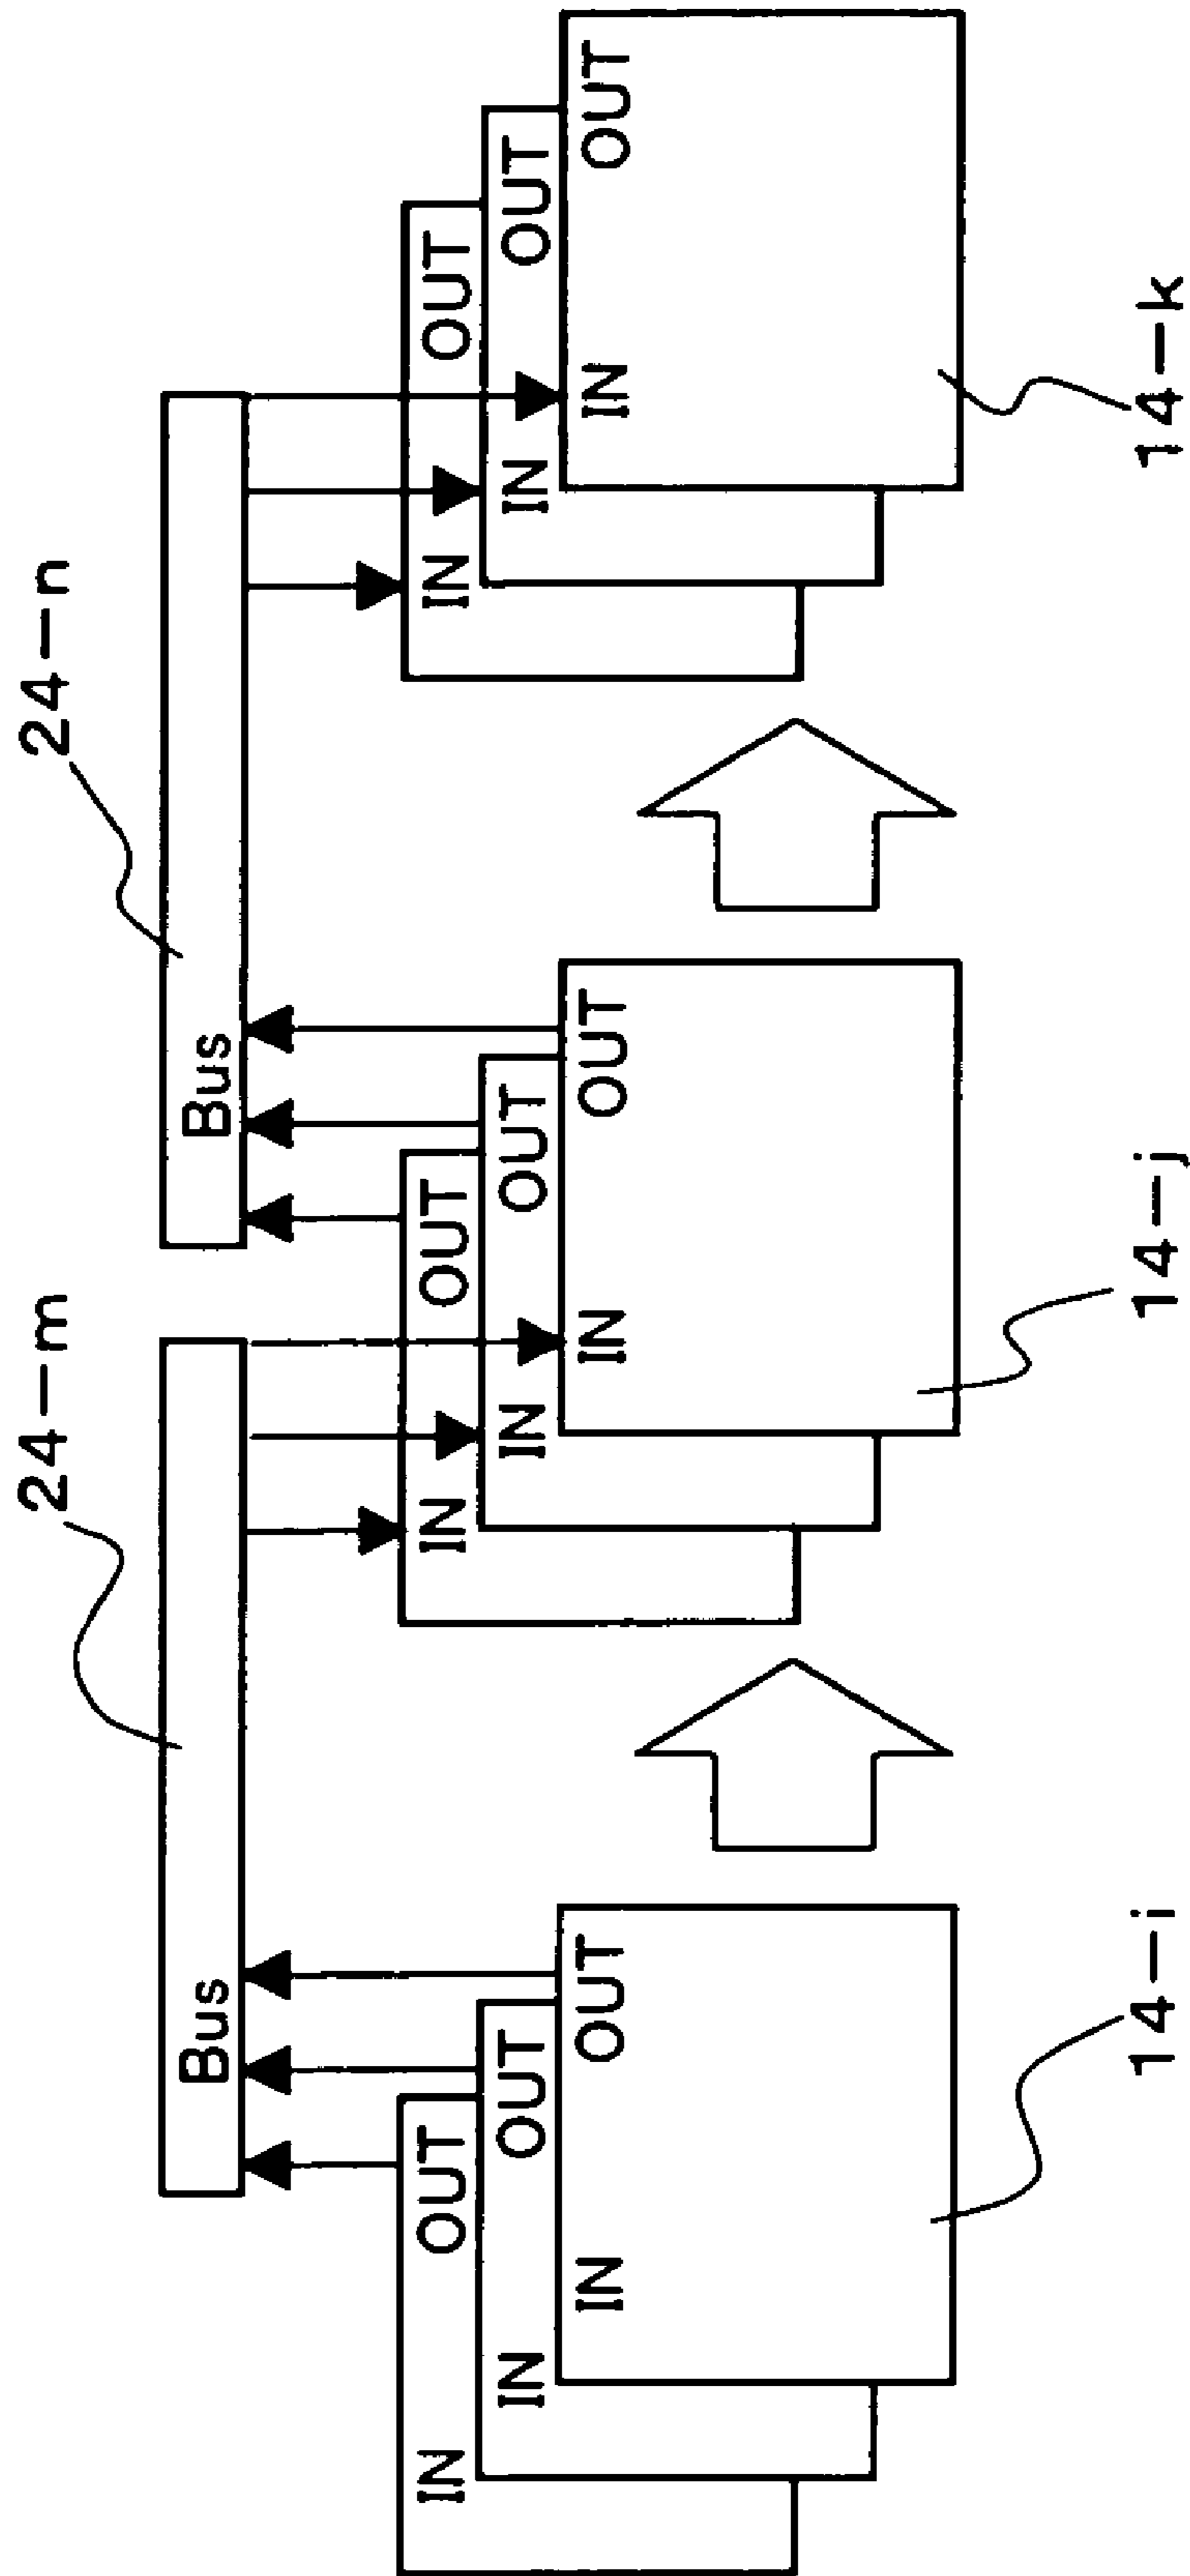 24-m
24-n
Bus
Bus
IN OUT
IN OUT
IN OUT
IN OUT
IN OUT
IN OUT
IN OUT
IN OUT
IN OUT
14-i
14-j
14-k